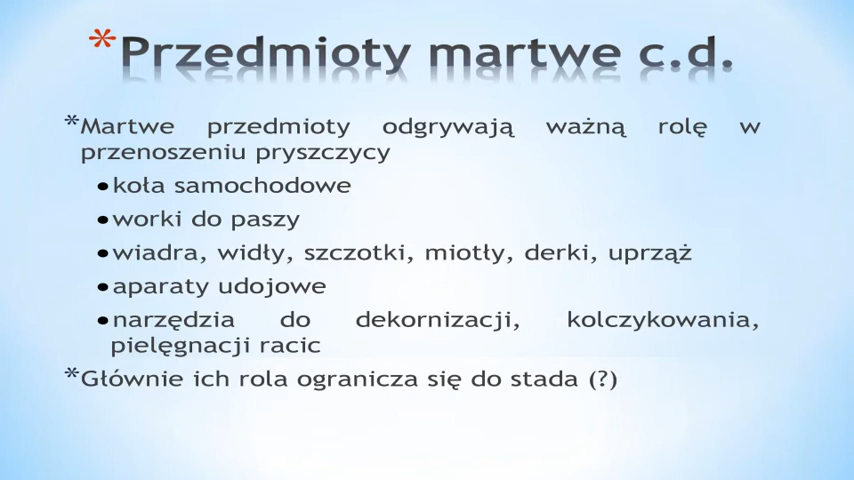 *Przedmioty martwe c.d.
*Martwe przedmioty odgrywają ważną rolę w
przenoszeniu pryszczycy
•koła samochodowe
•worki do paszy
•wiadra, widły, szczotki, miotły, derki, uprząż
•aparaty udojowe
•narzędzia do dekornizacji, kolczykowania,
pielęgnacji racic
*Głównie ich rola ogranicza się do stada (?)